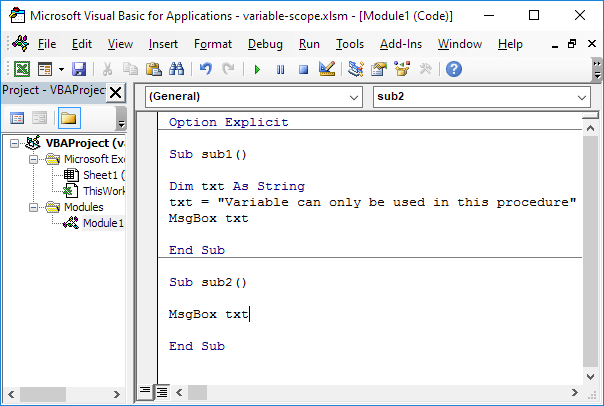 Microsoft Visual Basic for Applications - variable-scope.xlsm - [Module1 (Code)]
File Edit View Insert Format Debug Run Tools Add-Ins Window Help
Project - VBAProject
(General) sub2
VBAProject (va
Microsoft Exc
Sheet1 (
ThisWork
Modules
Module1
Option Explicit
Sub sub1()
Dim txt As String
txt = "Variable can only be used in this procedure"
MsgBox txt
End Sub
Sub sub2()
MsgBox txt
End Sub